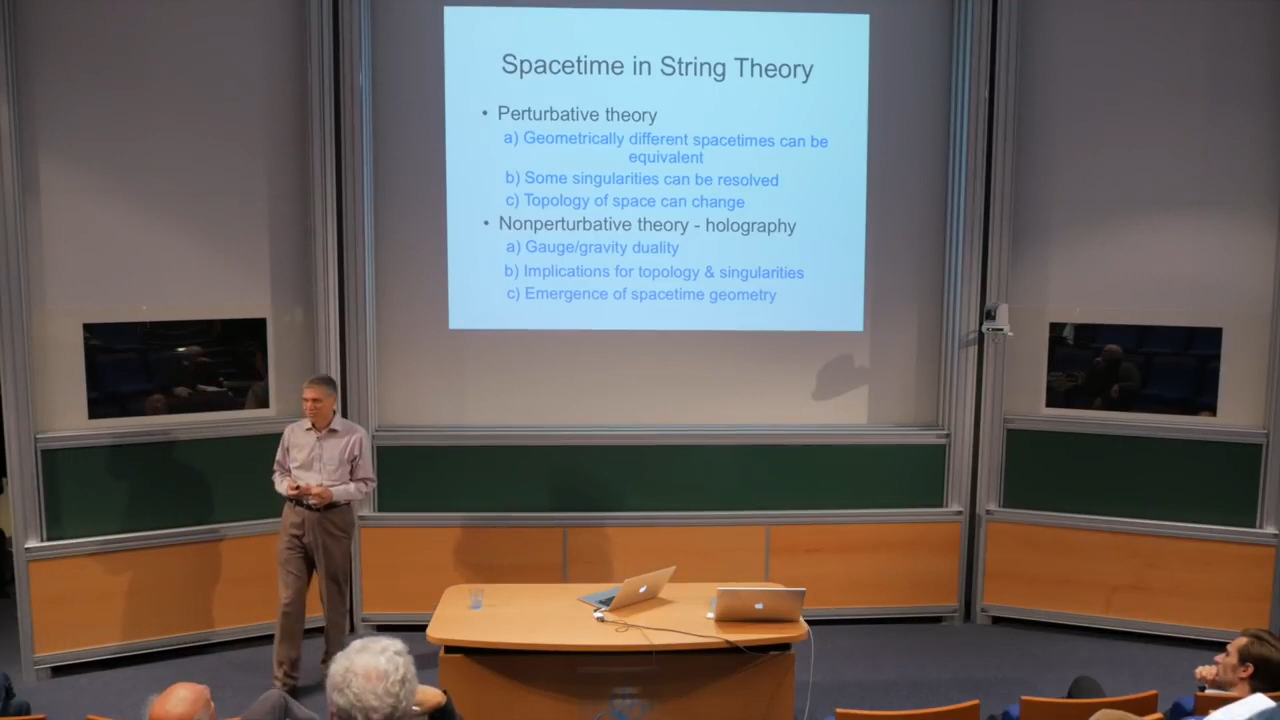 Spacetime in String Theory
• Perturbative theory
a) Geometrically different spacetimes can be
equivalent
b) Some singularities can be resolved
c) Topology of space can change
• Nonperturbative theory - holography
a) Gauge/gravity duality
b) Implications for topology & singularities
c) Emergence of spacetime geometry